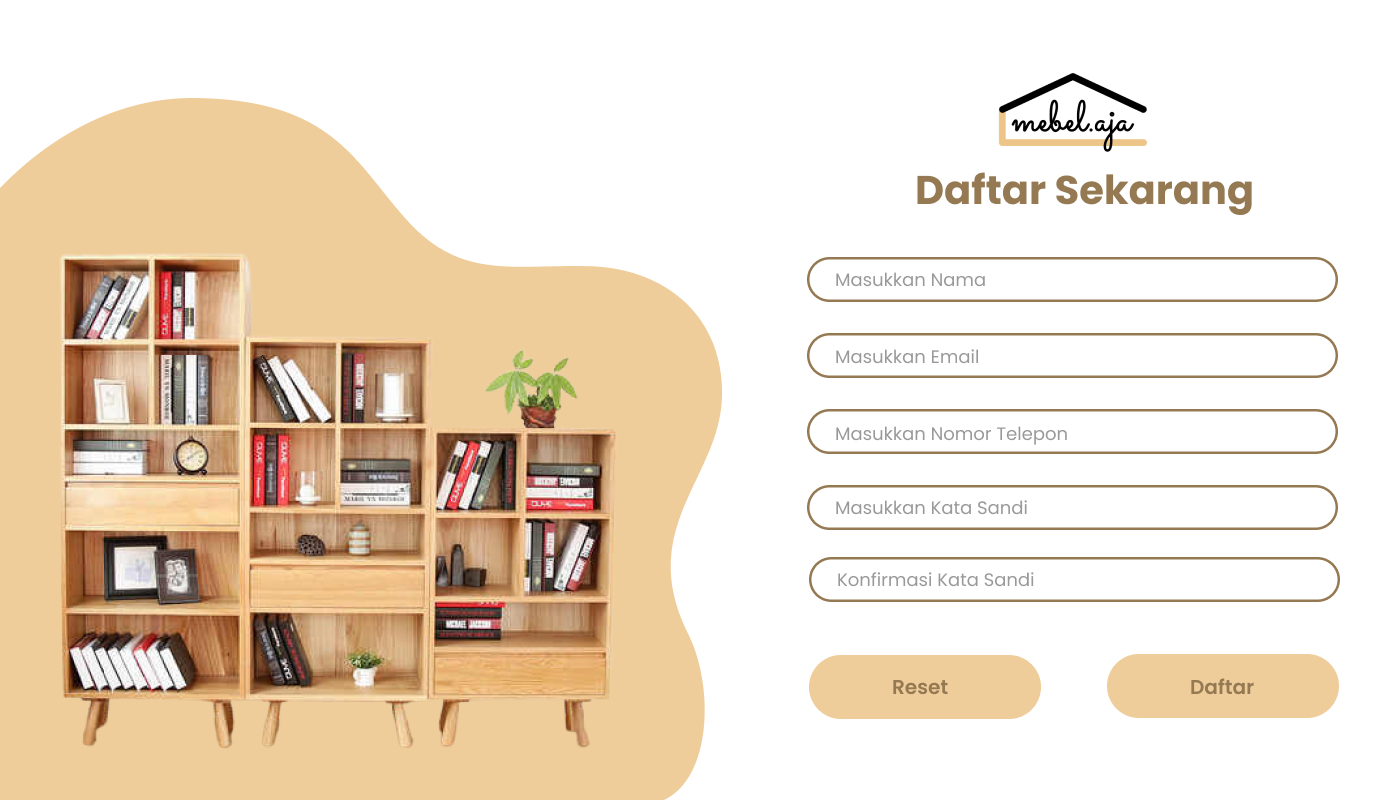 mebel.aja
Daftar Sekarang
Masukkan Nama
Masukkan Email
Masukkan Nomor Telepon
Masukkan Kata Sandi
Konfirmasi Kata Sandi
Reset
Daftar